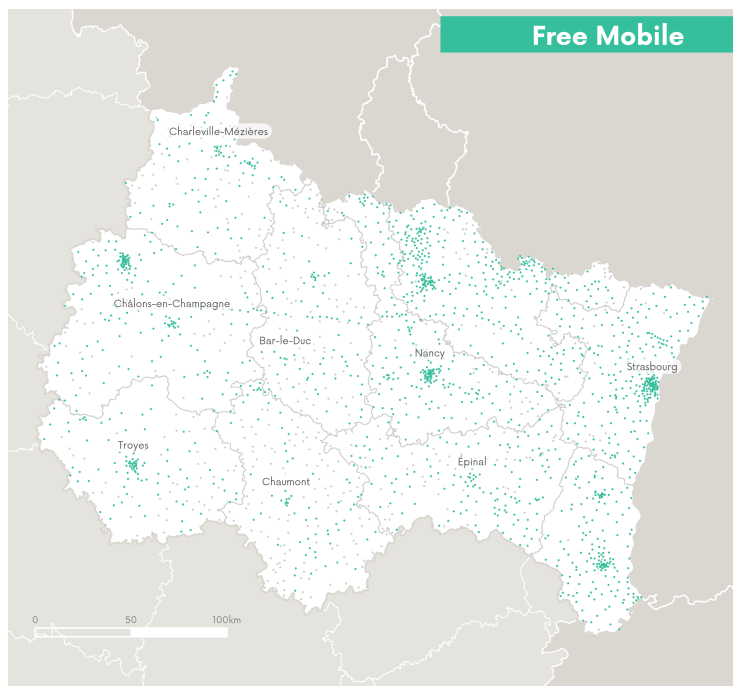 Free Mobile
Charleville-Mézières
Châlons-en-Champagne
Bar-le-Duc
Nancy
Strasbourg
Troyes
Épinal
Chaumont
0 50 100km